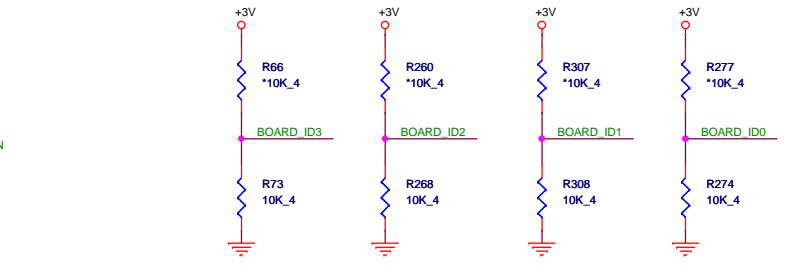 +3V +3V +3V +3V
R66 R260 R307 R277
*10K_4 *10K_4 *10K_4 *10K_4
BOARD_ID3 BOARD_ID2 BOARD_ID1 BOARD_ID0
N
R73 R268 R308 R274
10K_4 10K_4 10K_4 10K_4